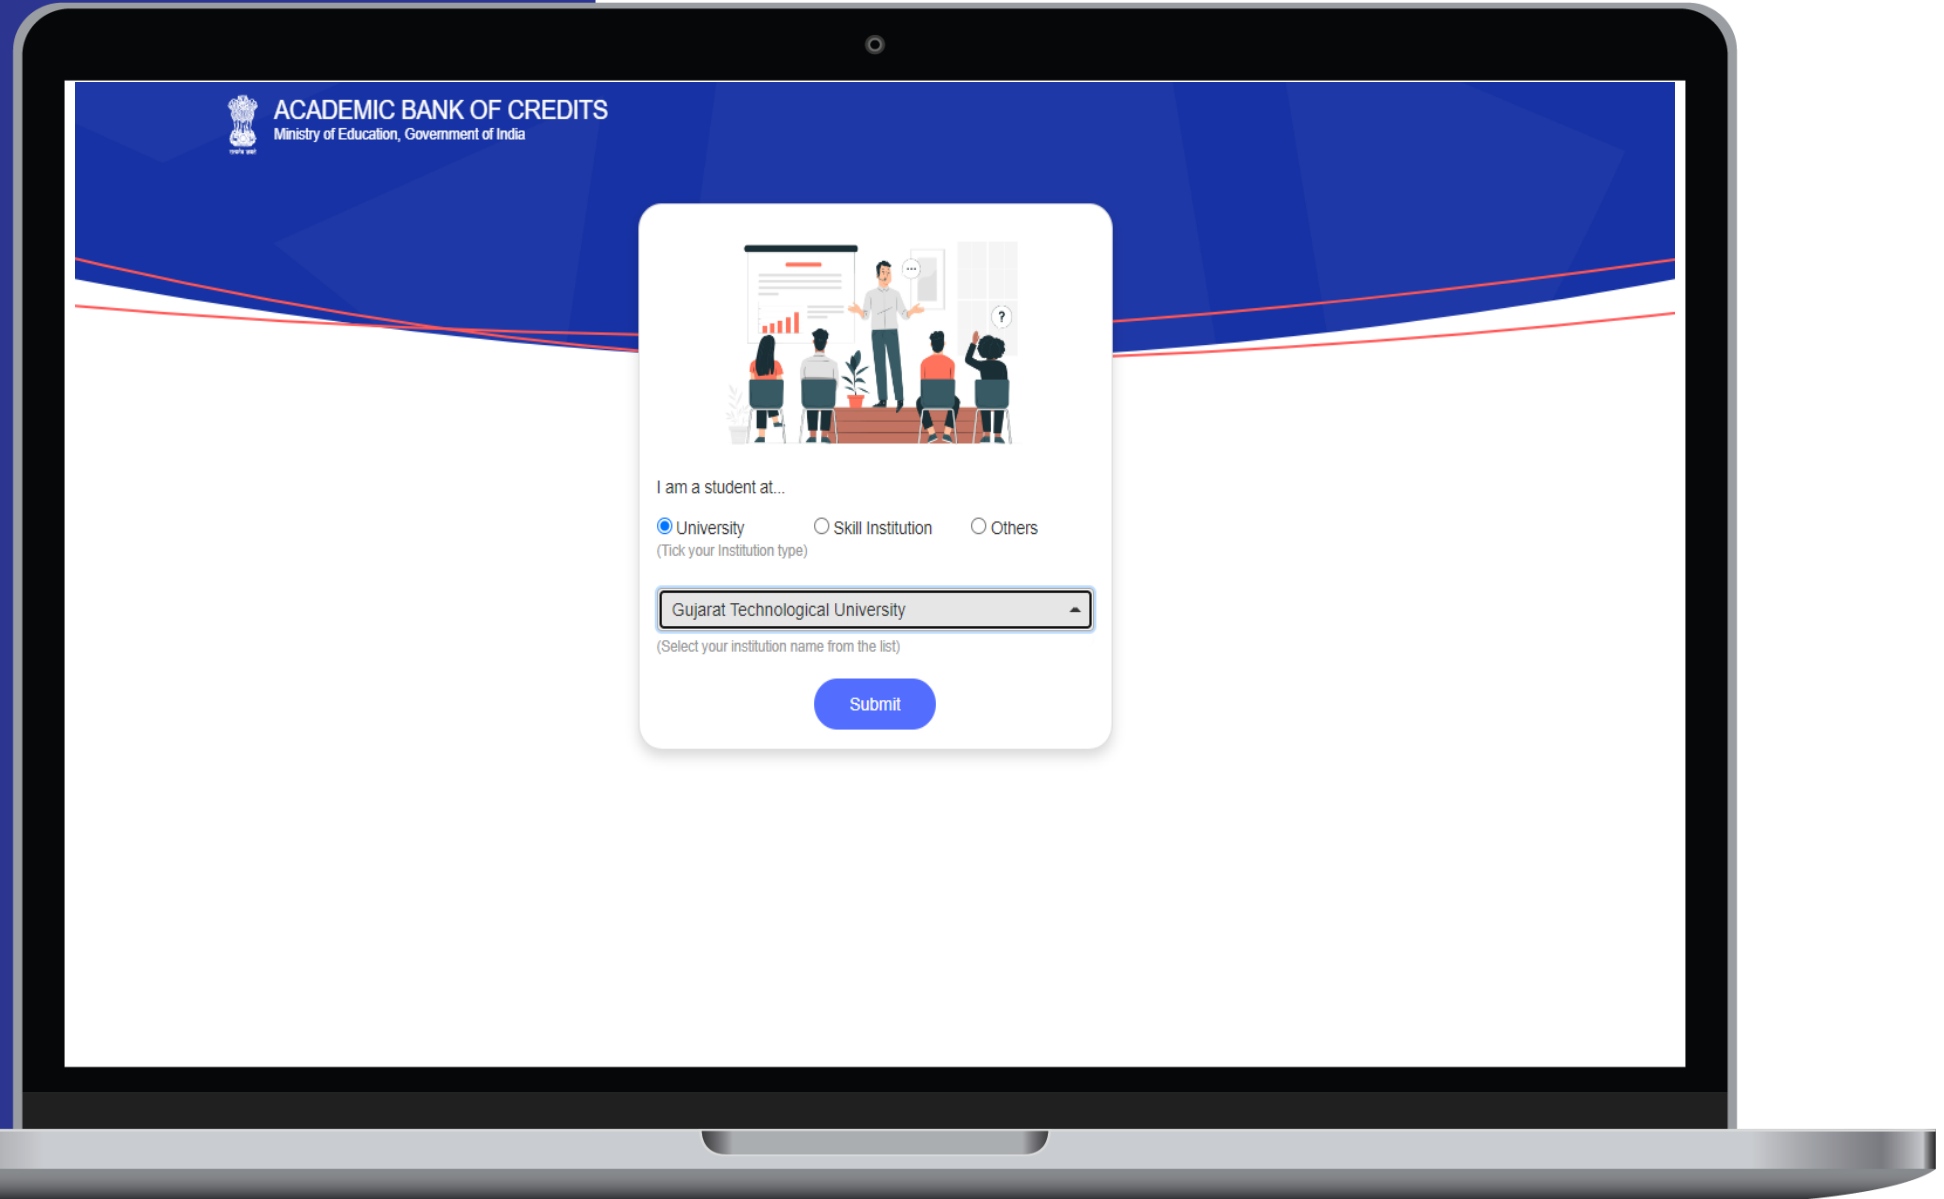 ACADEMIC BANK OF CREDITS
Ministry of Education, Government of India
?
I am a student at...
University Skill Institution Others
(Tick your Institution type)
Gujarat Technological University
(Select your institution name from the list)
Submit